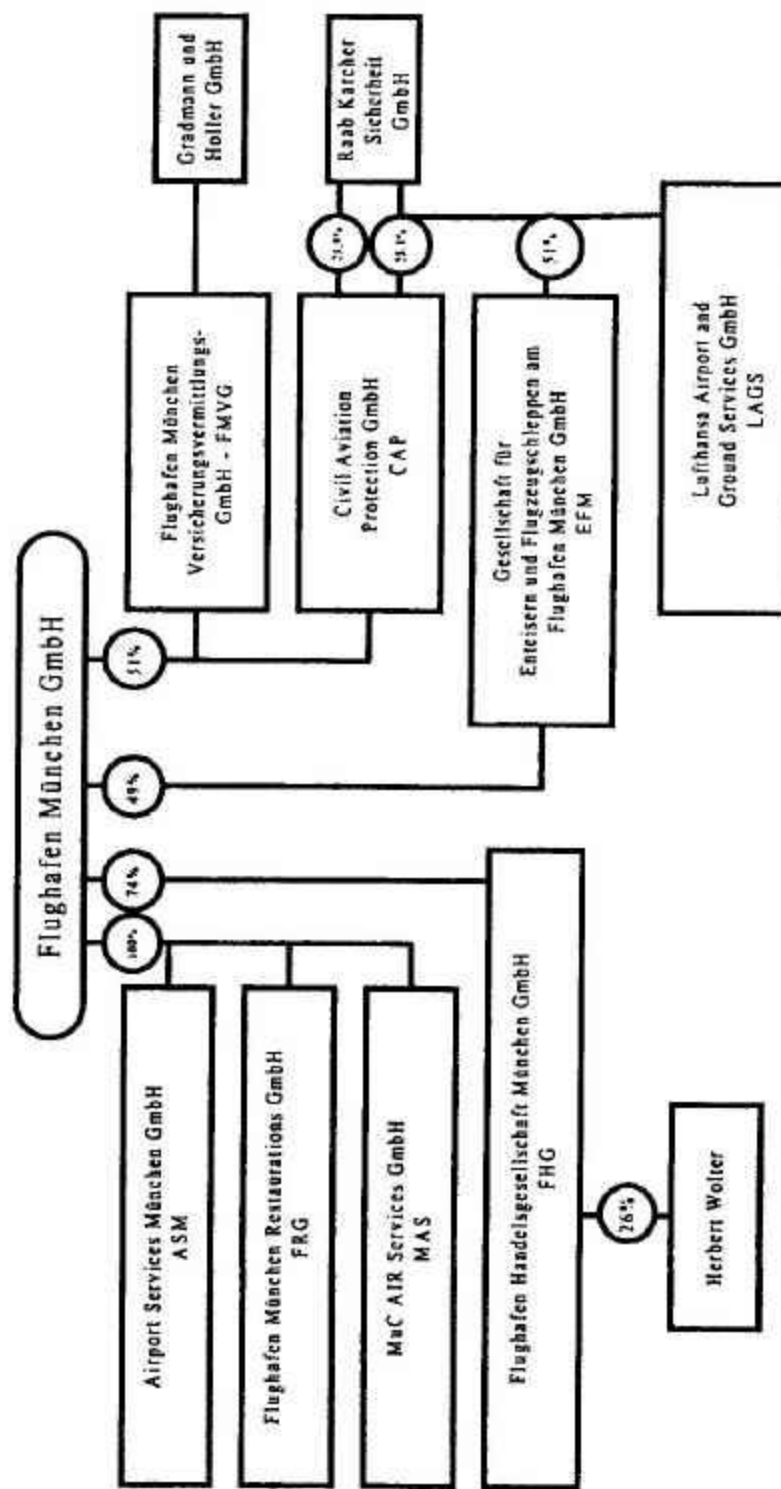 Flughafen München GmbH
100%
74%
49%
51%
Airport Services München GmbH
ASM
Flughafen München Restaurations GmbH
FRG
MuC AIR Services GmbH
MAS
Flughafen Handelsgesellschaft München GmbH
FHG
26%
Herbert Wolter
Flughafen München
Versicherungsvermittlungs-
GmbH - FMVG
Gradmann und
Holler GmbH
Civil Aviation
Protection GmbH
CAP
Raab Karcher
Sicherheit
GmbH
Gesellschaft für
Enteisern und Flugzeugschleppen am
Flughafen München GmbH
EFM
51%
Lufthansa Airport and
Ground Services GmbH
LAGS